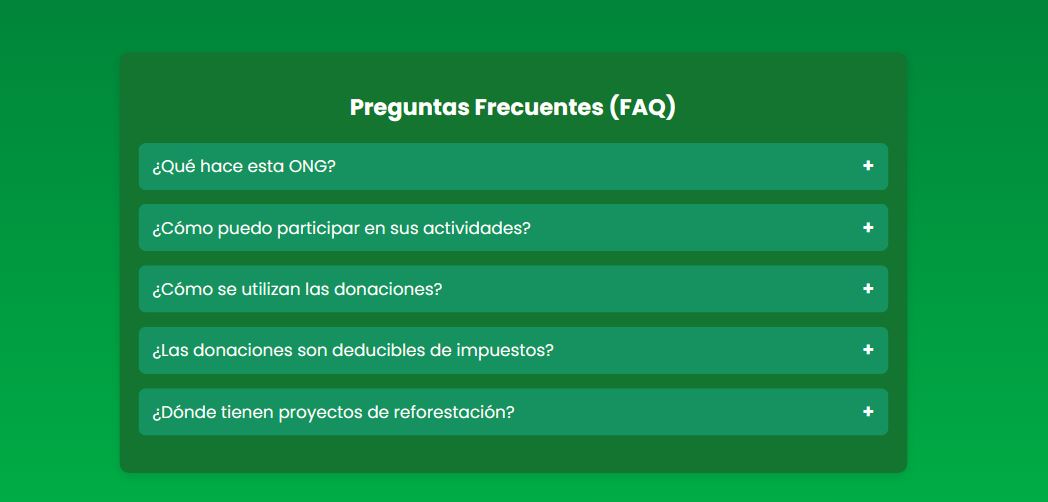 Preguntas Frecuentes (FAQ)
¿Qué hace esta ONG? +
¿Cómo puedo participar en sus actividades? +
¿Cómo se utilizan las donaciones? +
¿Las donaciones son deducibles de impuestos? +
¿Dónde tienen proyectos de reforestación? +